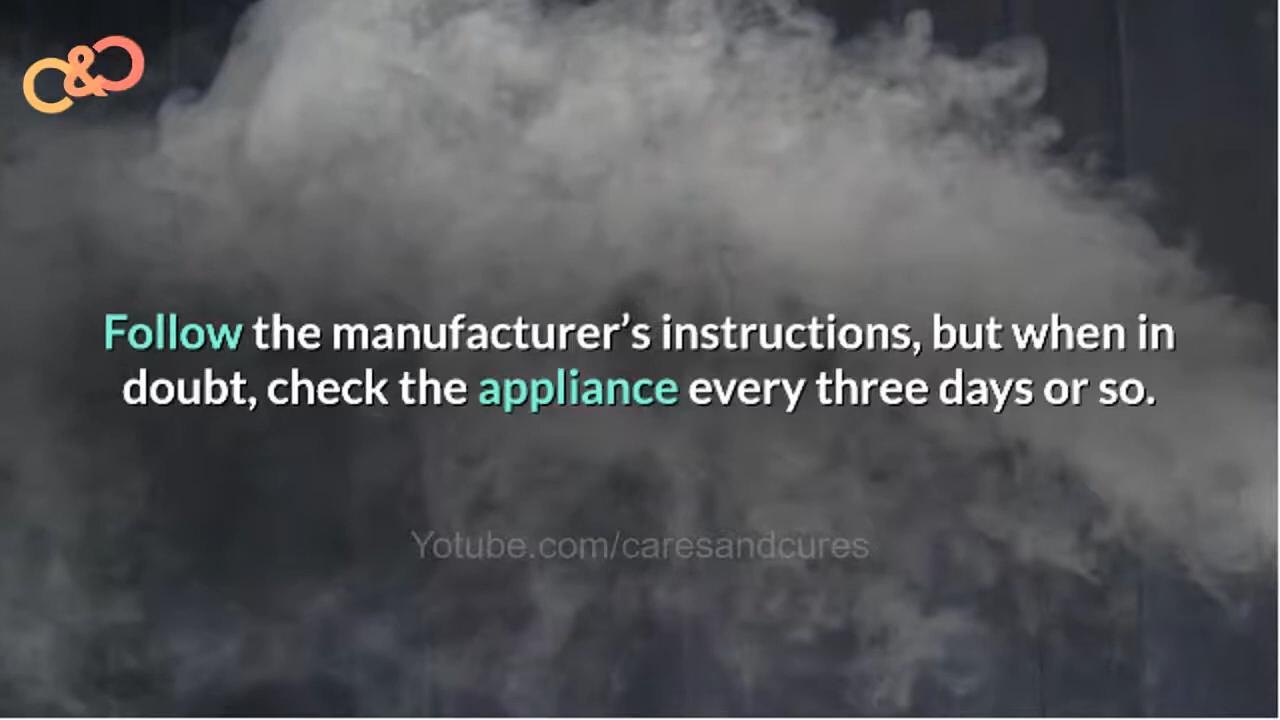 C&C
Follow the manufacturer’s instructions, but when in
doubt, check the appliance every three days or so.
Yotube.com/caresandcures